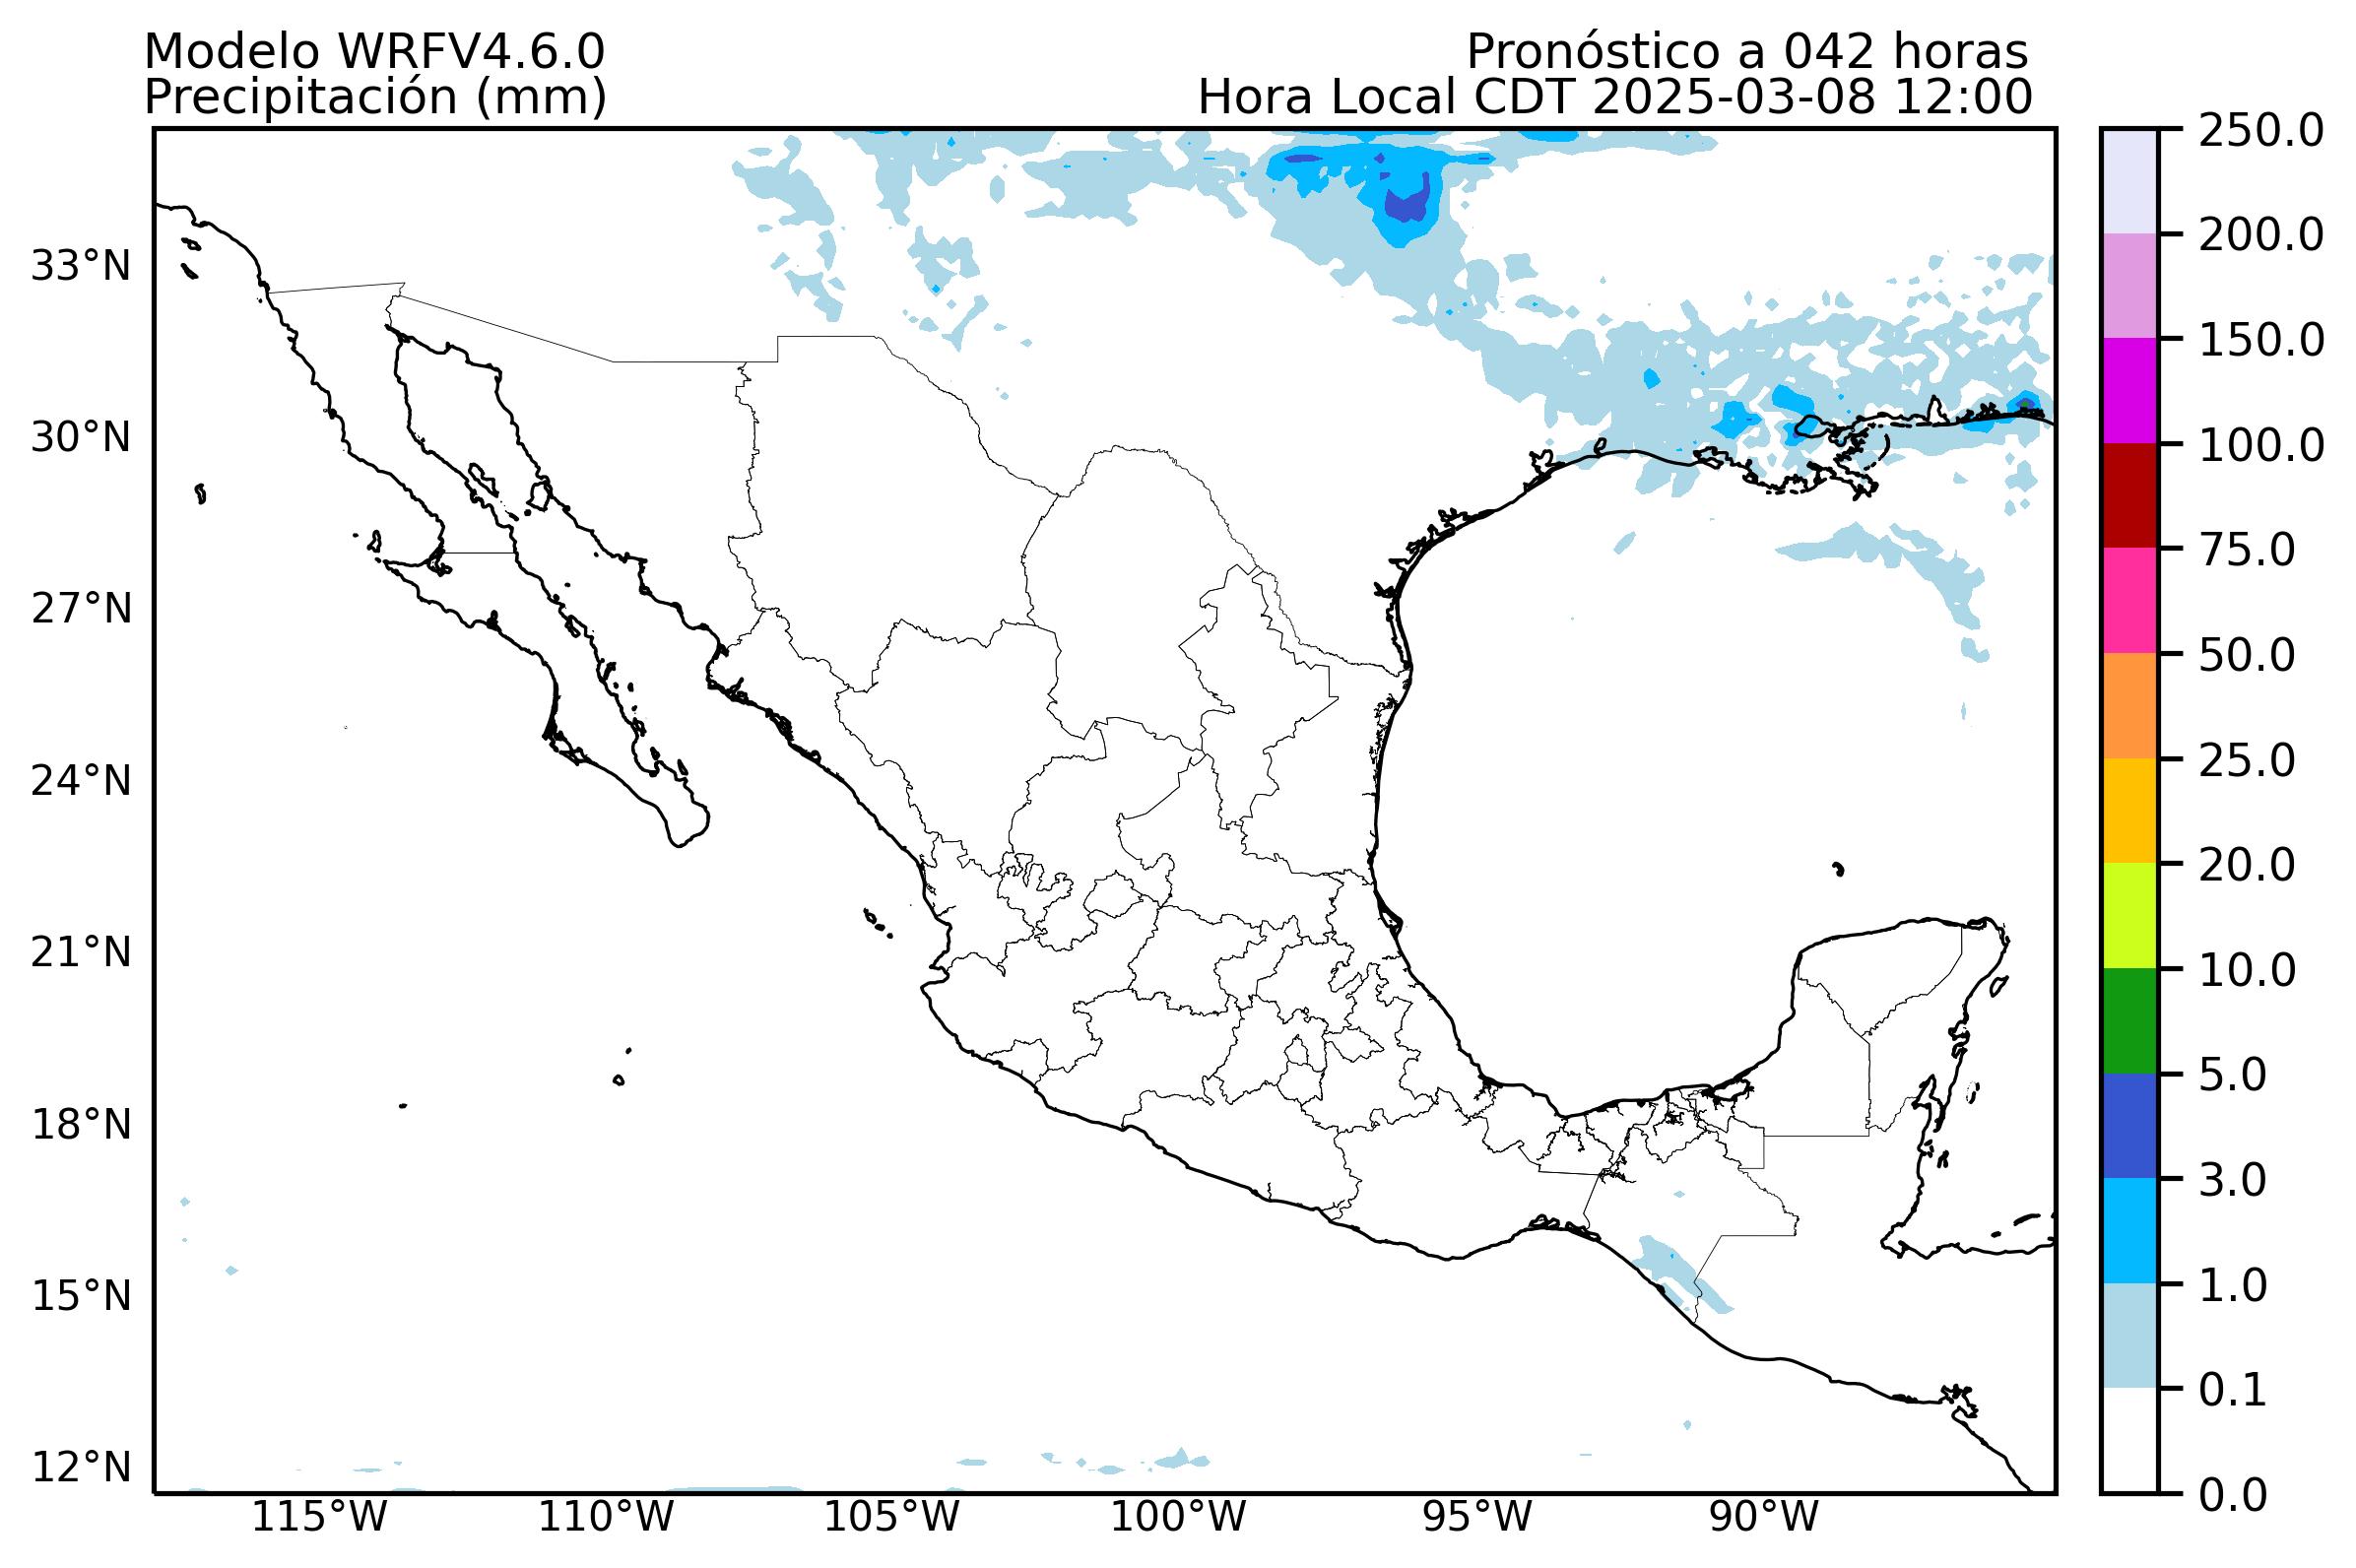 Modelo WRFV4.6.0
Precipitación (mm)
Pronóstico a 042 horas
Hora Local CDT 2025-03-08 12:00
33°N
30°N
27°N
24°N
21°N
18°N
15°N
12°N
115°W
110°W
105°W
100°W
95°W
90°W
250.0
200.0
150.0
100.0
75.0
50.0
25.0
20.0
10.0
5.0
3.0
1.0
0.1
0.0